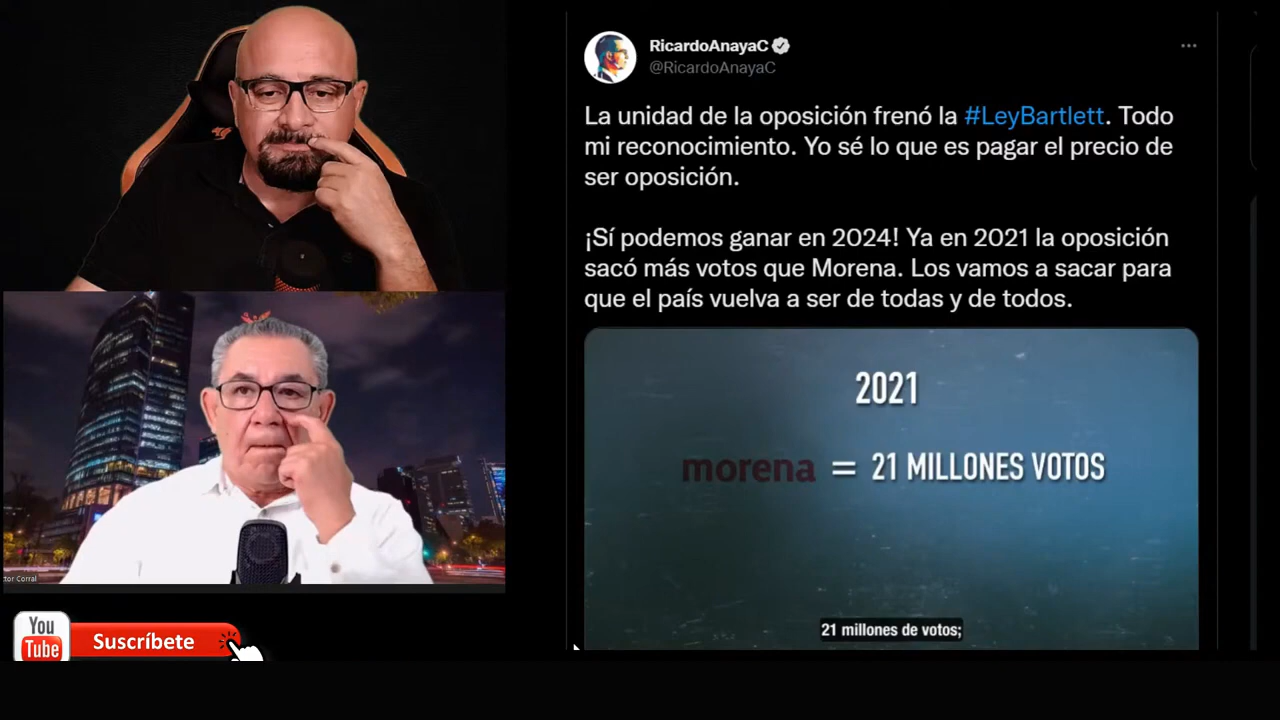 RicardoAnayaC
@RicardoAnayaC
La unidad de la oposición frenó la #LeyBartlett. Todo
mi reconocimiento. Yo sé lo que es pagar el precio de
ser oposición.
¡Sí podemos ganar en 2024! Ya en 2021 la oposición
sacó más votos que Morena. Los vamos a sacar para
que el país vuelva a ser de todas y de todos.
2021
morena = 21 MILLONES VOTOS
21 millones de votos;
ctor Corral
You
Tube
Suscríbete